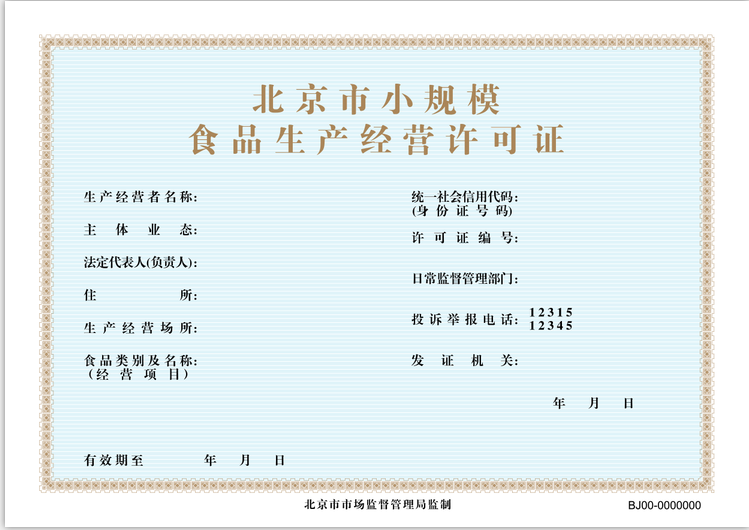 北京市小规模
食品生产经营许可证
生产经营者名称：
主体业态：
法定代表人(负责人)：
住所：
生产经营场所：
食品类别及名称：
（经营项目）
有效期至 年 月 日
统一社会信用代码：
(身份证号码)
许可证编号：
日常监督管理部门：
投诉举报电话：12315
12345
发证机关：
年 月 日
北京市市场监督管理局监制
BJ00-0000000